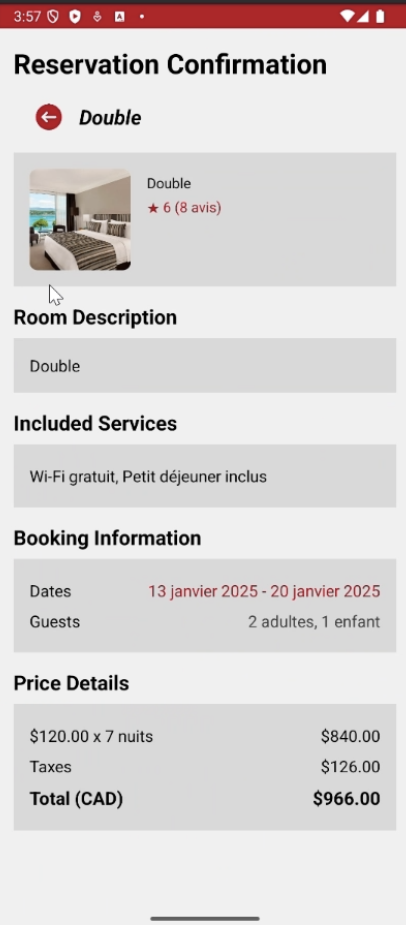 3:57
Reservation Confirmation
Double
Double
★ 6 (8 avis)
Room Description
Double
Included Services
Wi-Fi gratuit, Petit déjeuner inclus
Booking Information
Dates 13 janvier 2025 - 20 janvier 2025
Guests 2 adultes, 1 enfant
Price Details
$120.00 x 7 nuits $840.00
Taxes $126.00
Total (CAD) $966.00